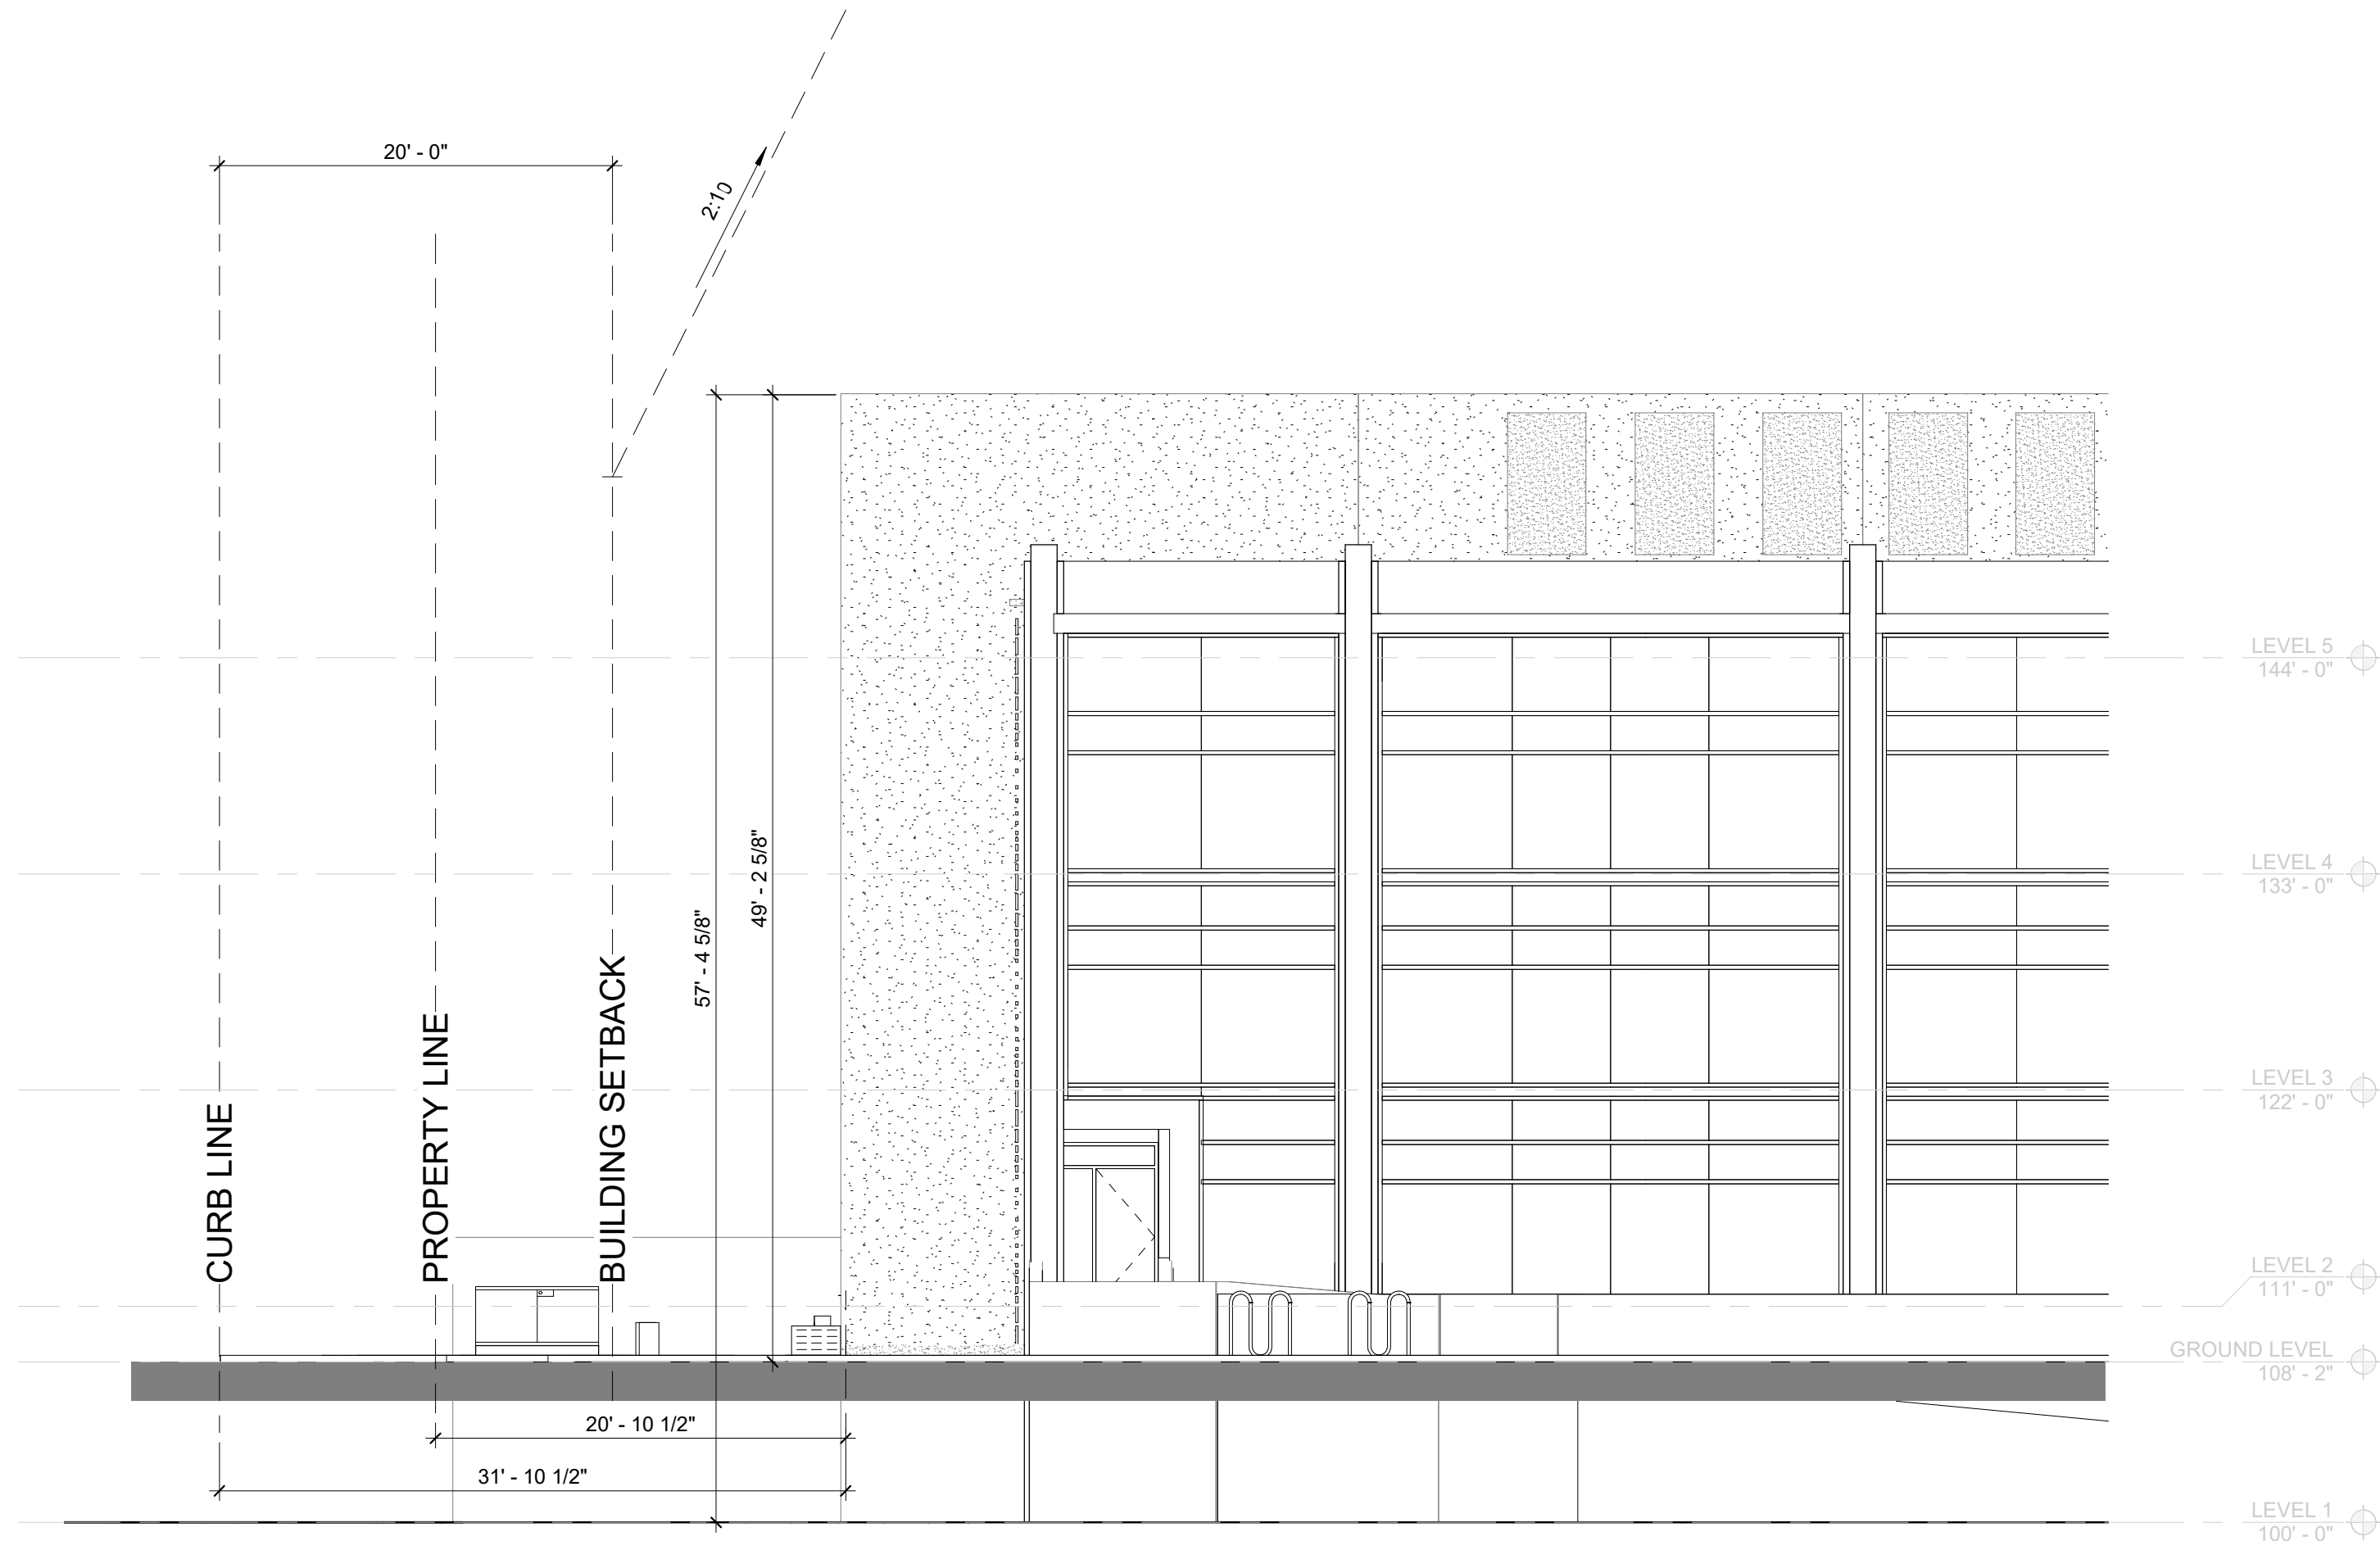 20' - 0"
2:10
49' - 2 5/8"
57' - 4 5/8"
CURB LINE
PROPERTY LINE
BUILDING SETBACK
LEVEL 5
144' - 0"
LEVEL 4
133' - 0"
LEVEL 3
122' - 0"
LEVEL 2
111' - 0"
GROUND LEVEL
108' - 2"
20' - 10 1/2"
31' - 10 1/2"
LEVEL 1
100' - 0"